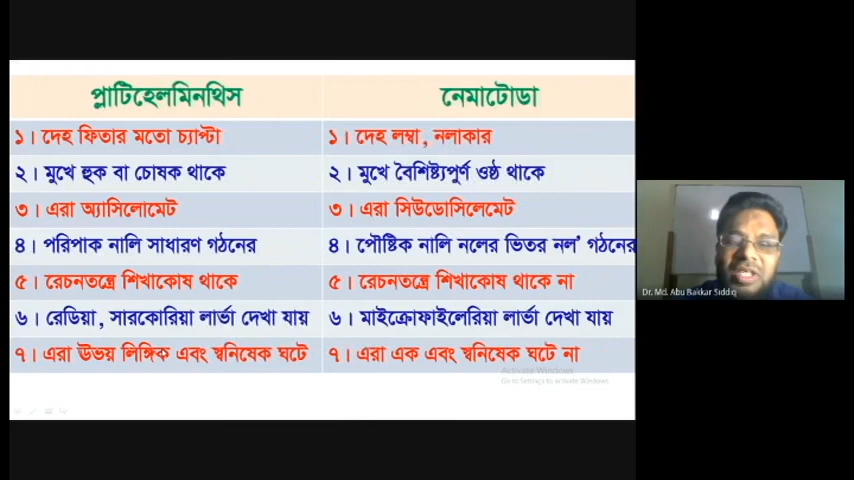 প্লাটিহেলমিনথিস নেমাটোডা
১। দেহ ফিতার মতো চ্যাপ্টা ১। দেহ লম্বা, নলাকার
২। মুখে হুক বা চোষক থাকে ২। মুখে বৈশিষ্ট্যপুর্ণ ওষ্ঠ থাকে
৩। এরা অ্যাসিলোমেট ৩। এরা সিউডোসিলেমেট
৪। পরিপাক নালি সাধারণ গঠনের ৪। পৌষ্টিক নালি নলের ভিতর নল’ গঠনের
৫। রেচনতন্ত্রে শিখাকোষ থাকে ৫। রেচনতন্ত্রে শিখাকোষ থাকে না
৬। রেডিয়া, সারকোরিয়া লার্ভা দেখা যায় ৬। মাইক্রোফাইলেরিয়া লার্ভা দেখা যায়
৭। এরা ঊভয় লিঙ্গিক এবং স্বনিষেক ঘটে ৭। এরা এক এবং স্বনিষেক ঘটে না
Activate Windows
Go to Settings to activate Windows
Dr. Md. Abu Bakkar Siddiq